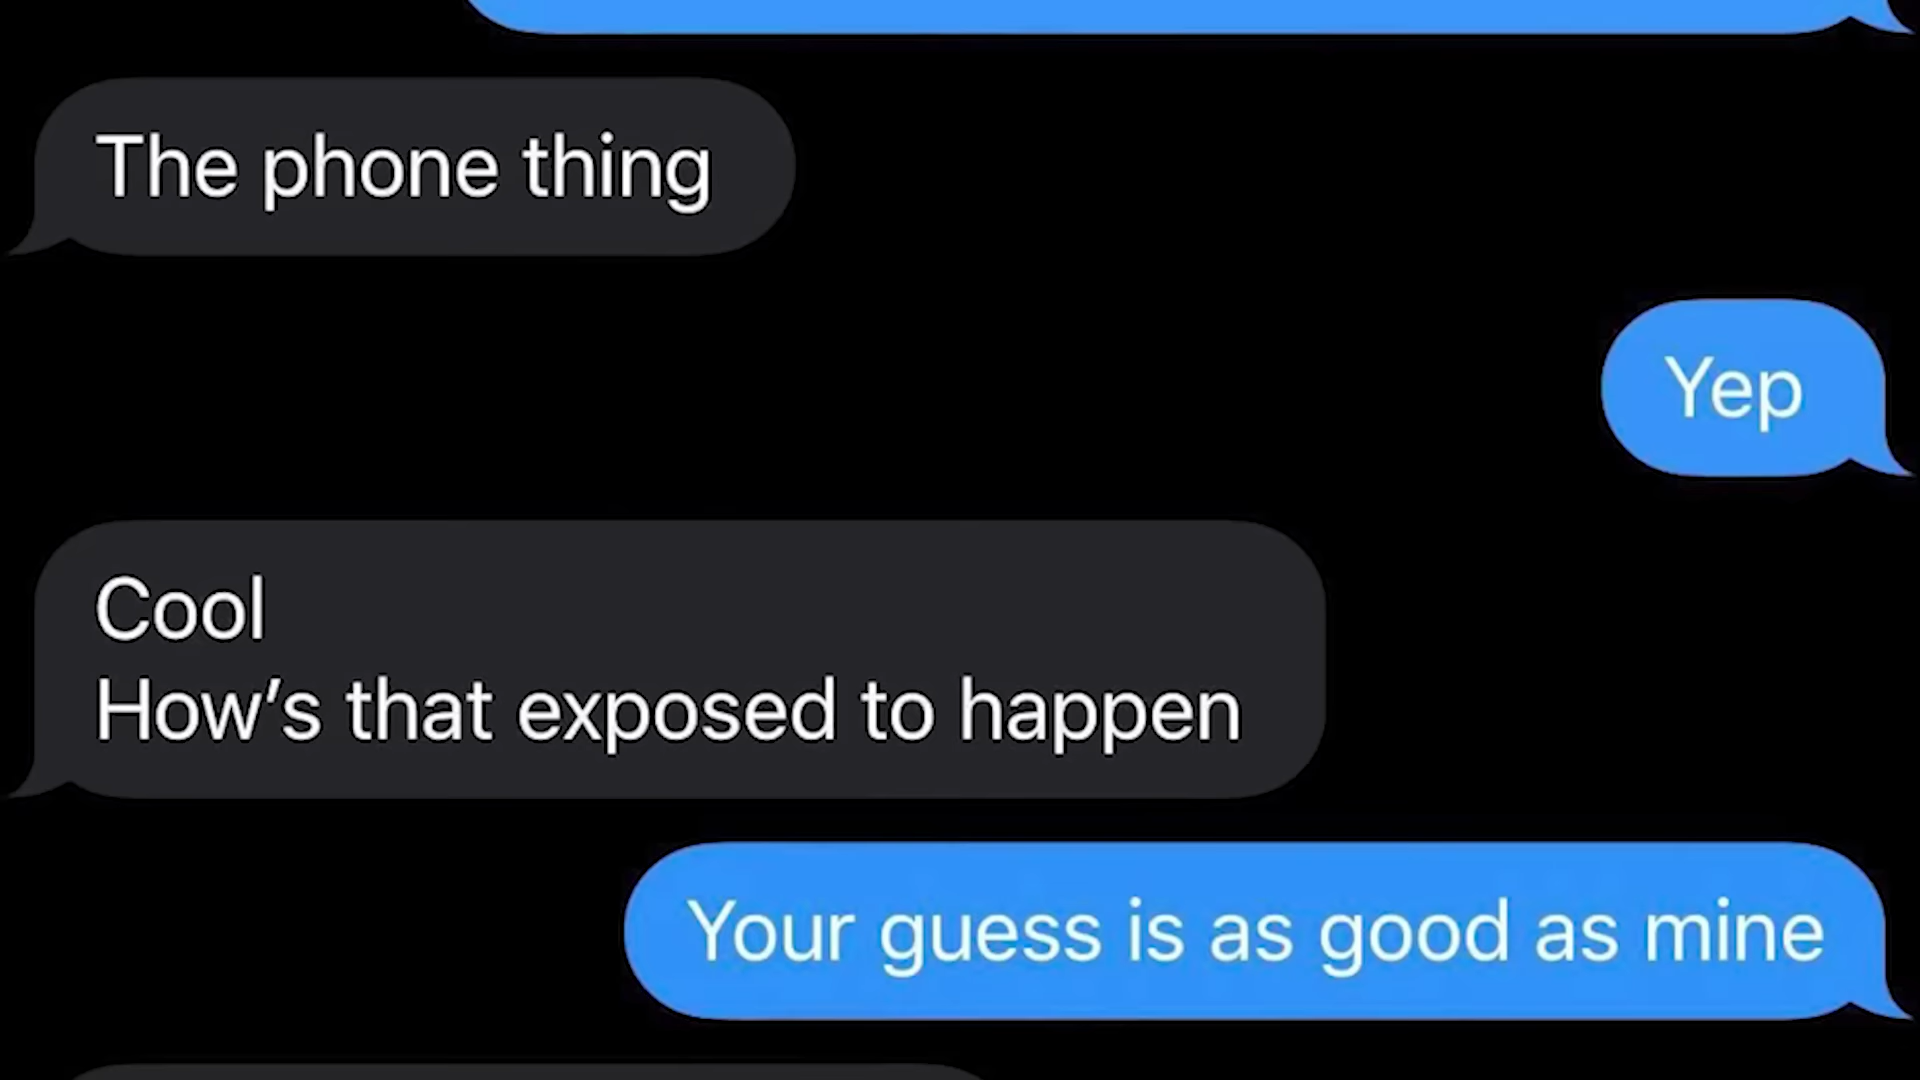 The phone thing
Yep
Cool
How’s that exposed to happen
Your guess is as good as mine